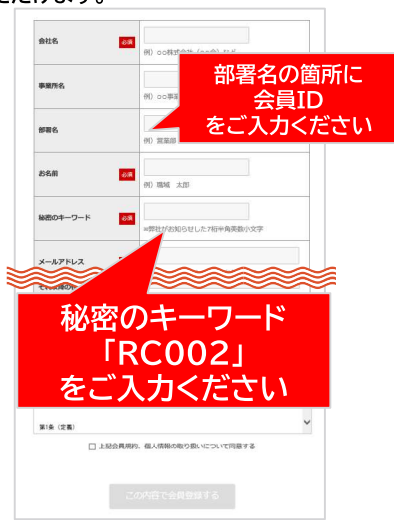 会社名 必須
例）○○株式会社（○○会）など
事業所名
例）○○事業
部署名の箇所に
会員ID
をご入力ください
部署名
例）営業部
お名前 必須
例）職域 太郎
秘密のキーワード 必須
※弊社がお知らせした7桁半角英数小文字
メールアドレス
秘密のキーワード
「RC002」
をご入力ください
第1条（定義）
上記会員規約、個人情報の取り扱いについて同意する
この内容で会員登録する